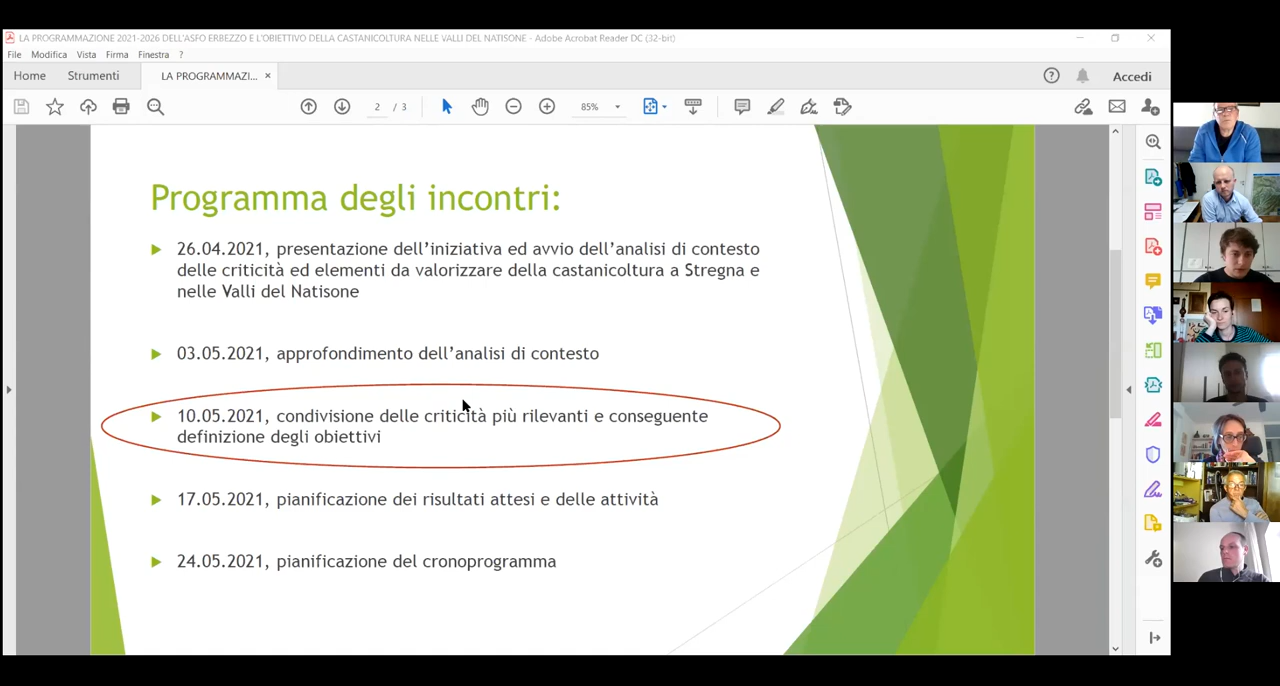 LA PROGRAMMAZIONE 2021-2026 DELL'ASFO ERBEZZO E L'OBIETTIVO DELLA CASTANICOLTURA NELLE VALLI DEL NATISONE - Adobe Acrobat Reader DC (32-bit)
File Modifica Vista Firma Finestra ?
Home Strumenti LA PROGRAMMAZI... × Accedi
2 / 3 85%
Programma degli incontri:
26.04.2021, presentazione dell'iniziativa ed avvio dell'analisi di contesto
delle criticità ed elementi da valorizzare della castanicoltura a Stregna e
nelle Valli del Natisone
03.05.2021, approfondimento dell'analisi di contesto
10.05.2021, condivisione delle criticità più rilevanti e conseguente
definizione degli obiettivi
17.05.2021, pianificazione dei risultati attesi e delle attività
24.05.2021, pianificazione del cronoprogramma